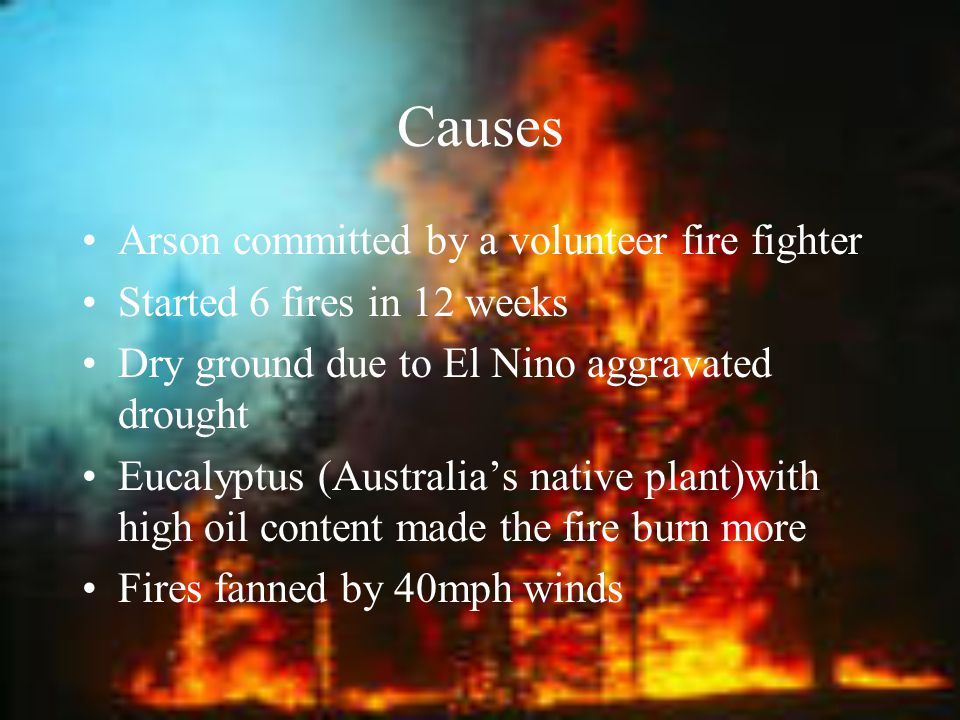 Causes
• Arson committed by a volunteer fire fighter
• Started 6 fires in 12 weeks
• Dry ground due to El Nino aggravated
drought
• Eucalyptus (Australia’s native plant)with
high oil content made the fire burn more
• Fires fanned by 40mph winds